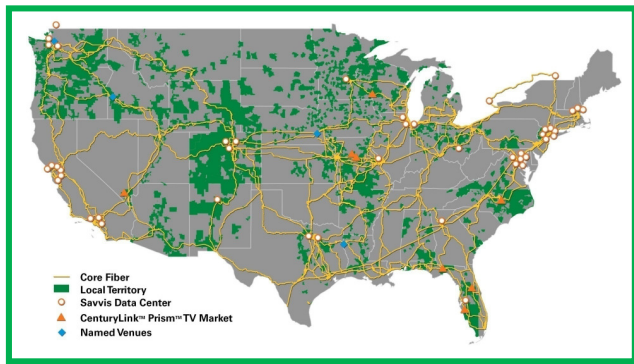 Core Fiber
Local Territory
Savvis Data Center
CenturyLink™ Prism™ TV Market
Named Venues